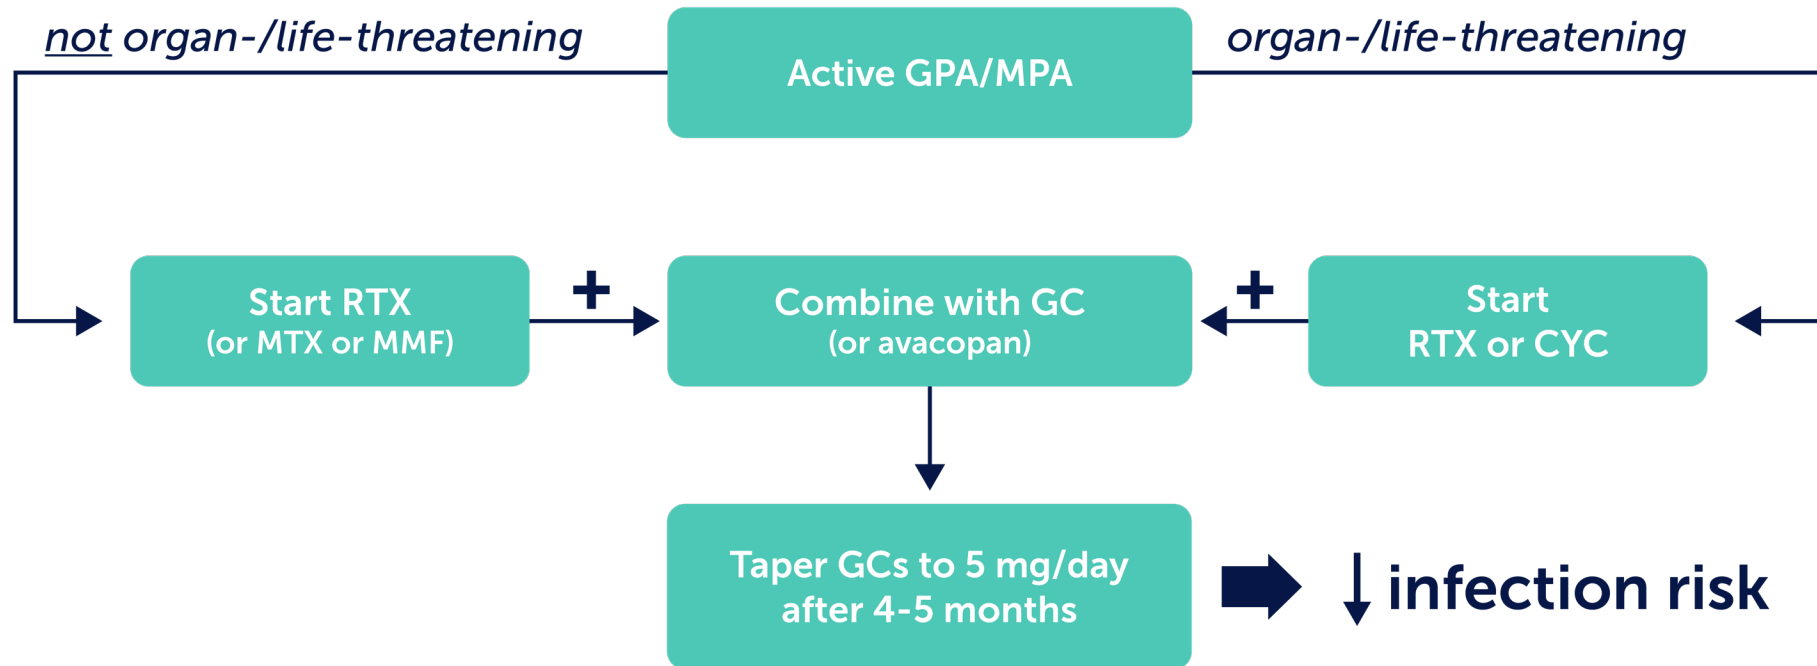 not organ-/life-threatening
Active GPA/MPA
organ-/life-threatening
Start RTX
(or MTX or MMF)
+
Combine with GC
(or avacopan)
+
Start
RTX or CYC
Taper GCs to 5 mg/day
after 4-5 months
↓ infection risk